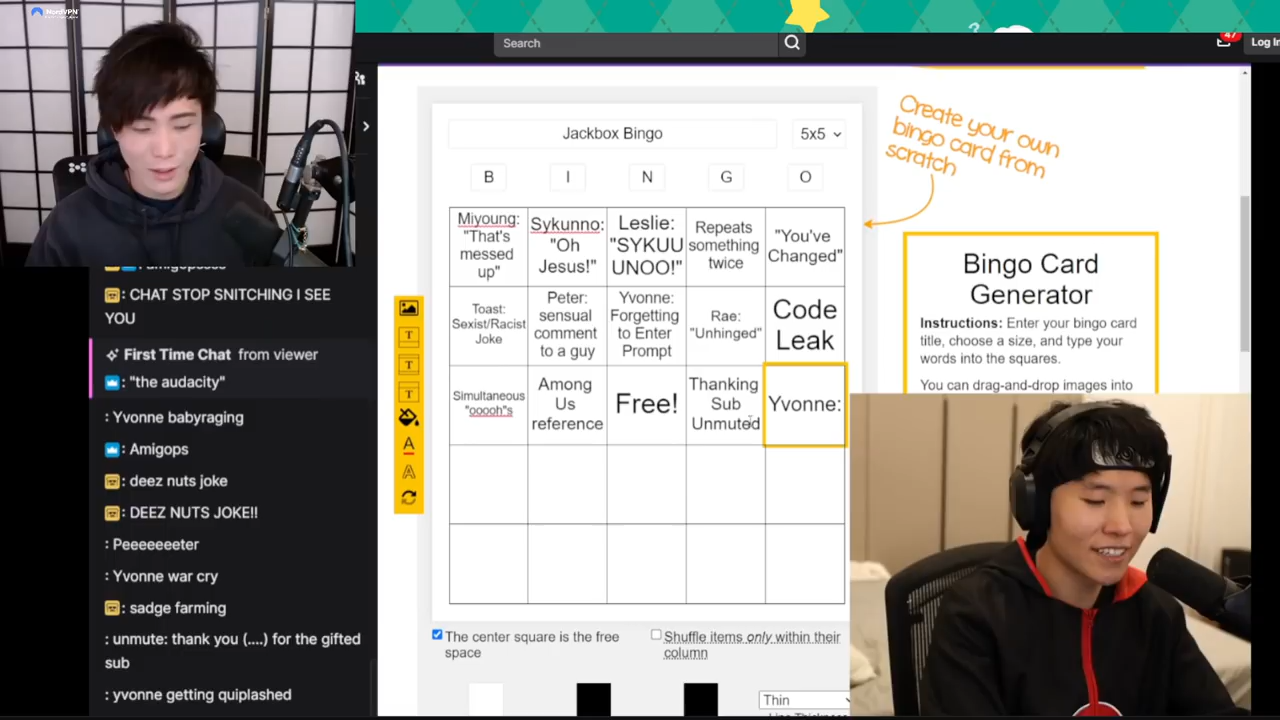 NordVPN
Search
47
Log In
Create your own
bingo card from
scratch
Jackbox Bingo
5x5
B
I
N
G
O
Miyoung:
"That's
messed
up"
Sykunno:
"Oh
Jesus!"
Leslie:
"SYKUU
UNOO!"
Repeats
something
twice
"You've
Changed"
Toast:
Sexist/Racist
Joke
Peter:
sensual
comment
to a guy
Yvonne:
Forgetting
to Enter
Prompt
Rae:
"Unhinged"
Code
Leak
Simultaneous
"ooooh"s
Among
Us
reference
Free!
Thanking
Sub
Unmuted
Yvonne:
Bingo Card
Generator
Instructions: Enter your bingo card
title, choose a size, and type your
words into the squares.
You can drag-and-drop images into
The center square is the free
space
Shuffle items only within their
column
Thin
: CHAT STOP SNITCHING I SEE
YOU
First Time Chat from viewer
: "the audacity"
: Yvonne babyraging
: Amigops
: deez nuts joke
: DEEZ NUTS JOKE!!
: Peeeeeeeter
: Yvonne war cry
: sadge farming
: unmute: thank you (....) for the gifted
sub
: yvonne getting quiplashed